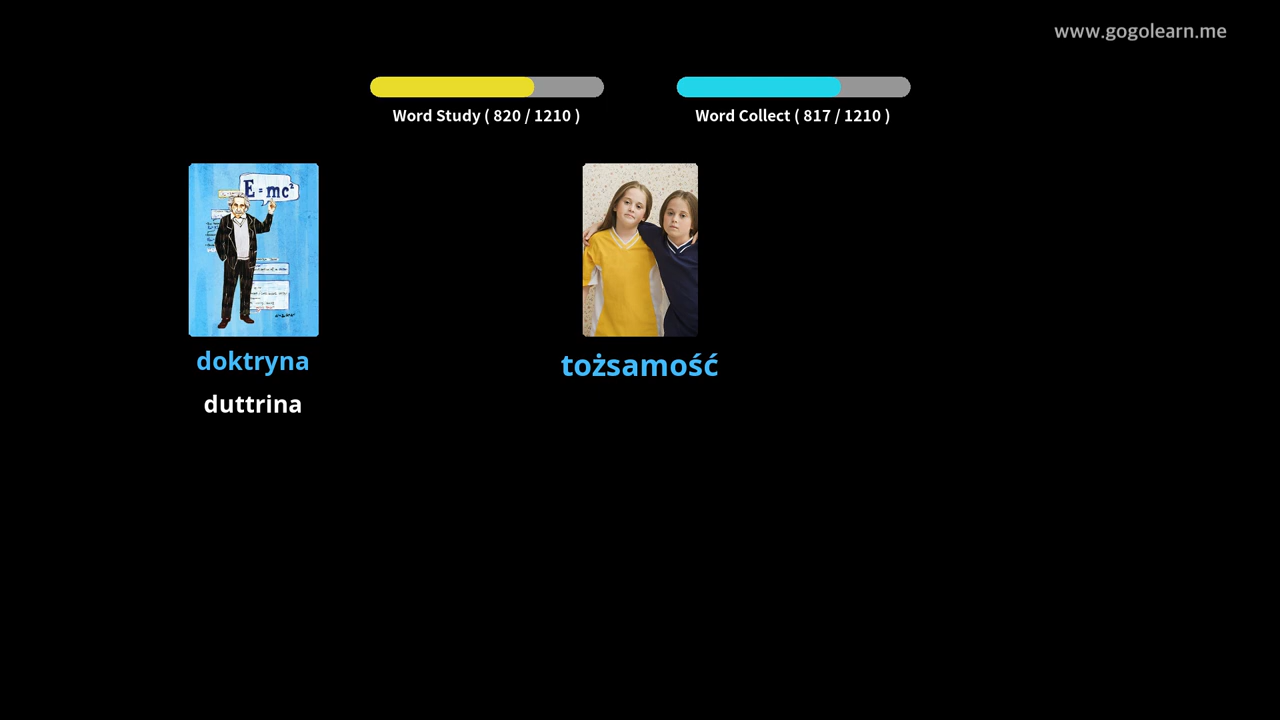 www.gogolearn.me
Word Study ( 820 / 1210 )
Word Collect ( 817 / 1210 )
E = mc²
doktryna
duttrina
tożsamość